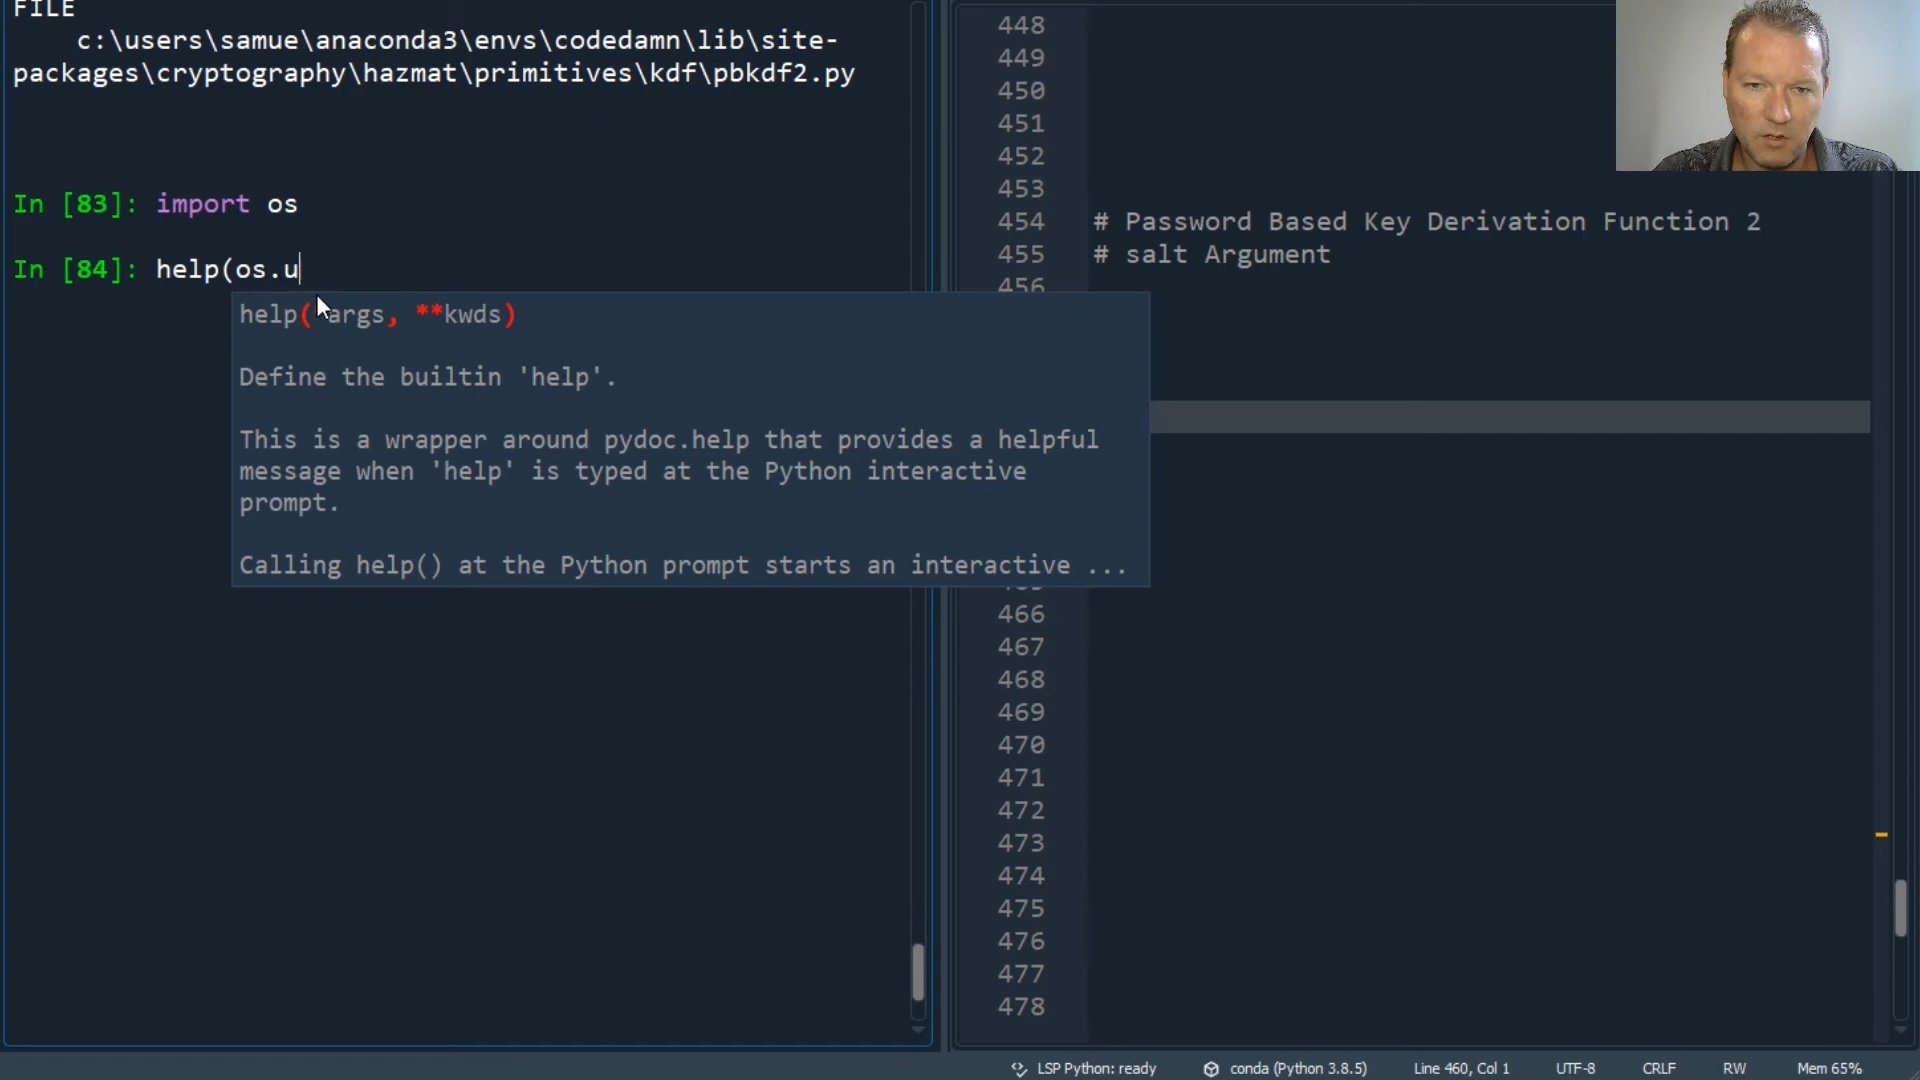 FILE
c:\users\samue\anaconda3\envs\codedamn\lib\site-
packages\cryptography\hazmat\primitives\kdf\pbkdf2.py
In [83]: import os
In [84]: help(os.u
help(*args, **kwds)
Define the builtin 'help'.
This is a wrapper around pydoc.help that provides a helpful
message when 'help' is typed at the Python interactive
prompt.
Calling help() at the Python prompt starts an interactive ...
448
449
450
451
452
453
454 # Password Based Key Derivation Function 2
455 # salt Argument
456
466
467
468
469
470
471
472
473
474
475
476
477
478
LSP Python: ready
conda (Python 3.8.5)
Line 460, Col 1
UTF-8
CRLF
RW
Mem 65%